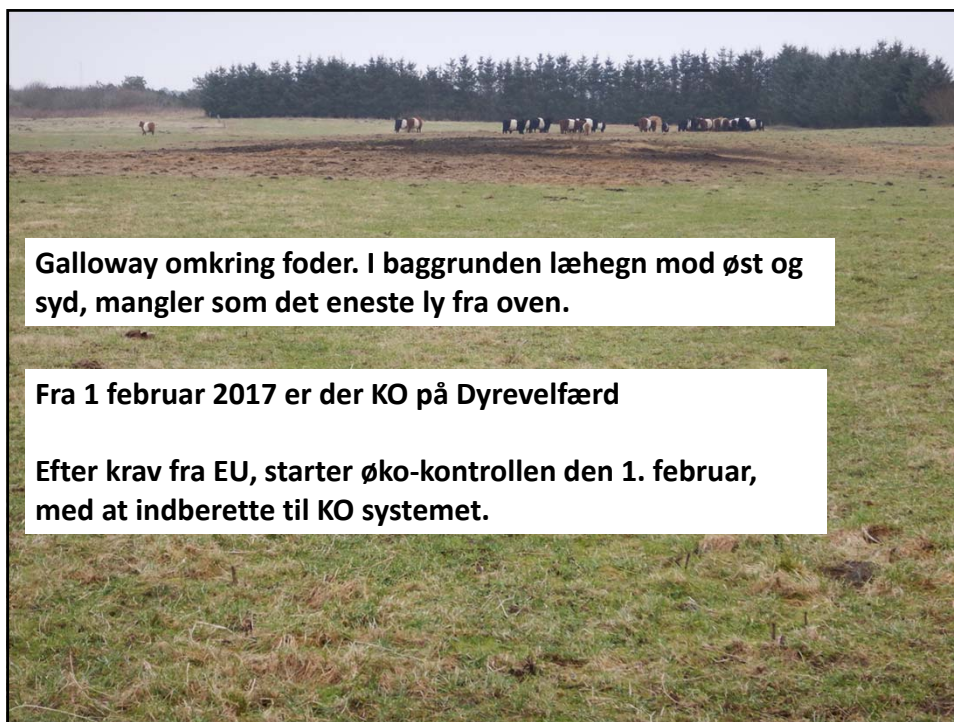 Galloway omkring foder. I baggrunden læhegn mod øst og
syd, mangler som det eneste ly fra oven.
Fra 1 februar 2017 er der KO på Dyrevelfærd
Efter krav fra EU, starter øko-kontrollen den 1. februar,
med at indberette til KO systemet.